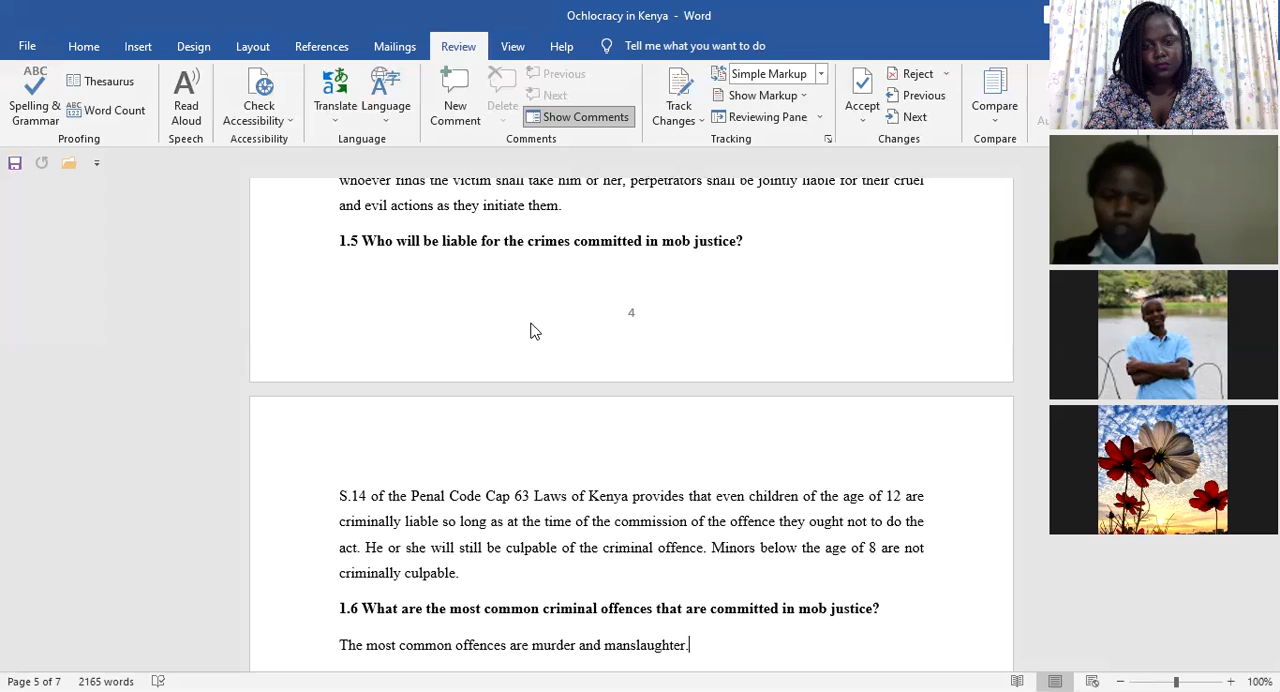 Ochlocracy in Kenya - Word
File Home Insert Design Layout References Mailings Review View Help Tell me what you want to do
ABC
Spelling & Grammar
Thesaurus
ABC 123 Word Count
Proofing
A
Read Aloud
Speech
Check Accessibility
Accessibility
Translate
Language
Language
New Comment
Delete
Previous
Next
Show Comments
Comments
Track Changes
Simple Markup
Show Markup
Reviewing Pane
Tracking
Accept
Reject
Previous
Next
Changes
Compare
Compare
whoever finds the victim shall take him or her, perpetrators shall be jointly liable for their cruel
and evil actions as they initiate them.
1.5 Who will be liable for the crimes committed in mob justice?
4
S.14 of the Penal Code Cap 63 Laws of Kenya provides that even children of the age of 12 are
criminally liable so long as at the time of the commission of the offence they ought not to do the
act. He or she will still be culpable of the criminal offence. Minors below the age of 8 are not
criminally culpable.
1.6 What are the most common criminal offences that are committed in mob justice?
The most common offences are murder and manslaughter.
Page 5 of 7 2165 words 100%